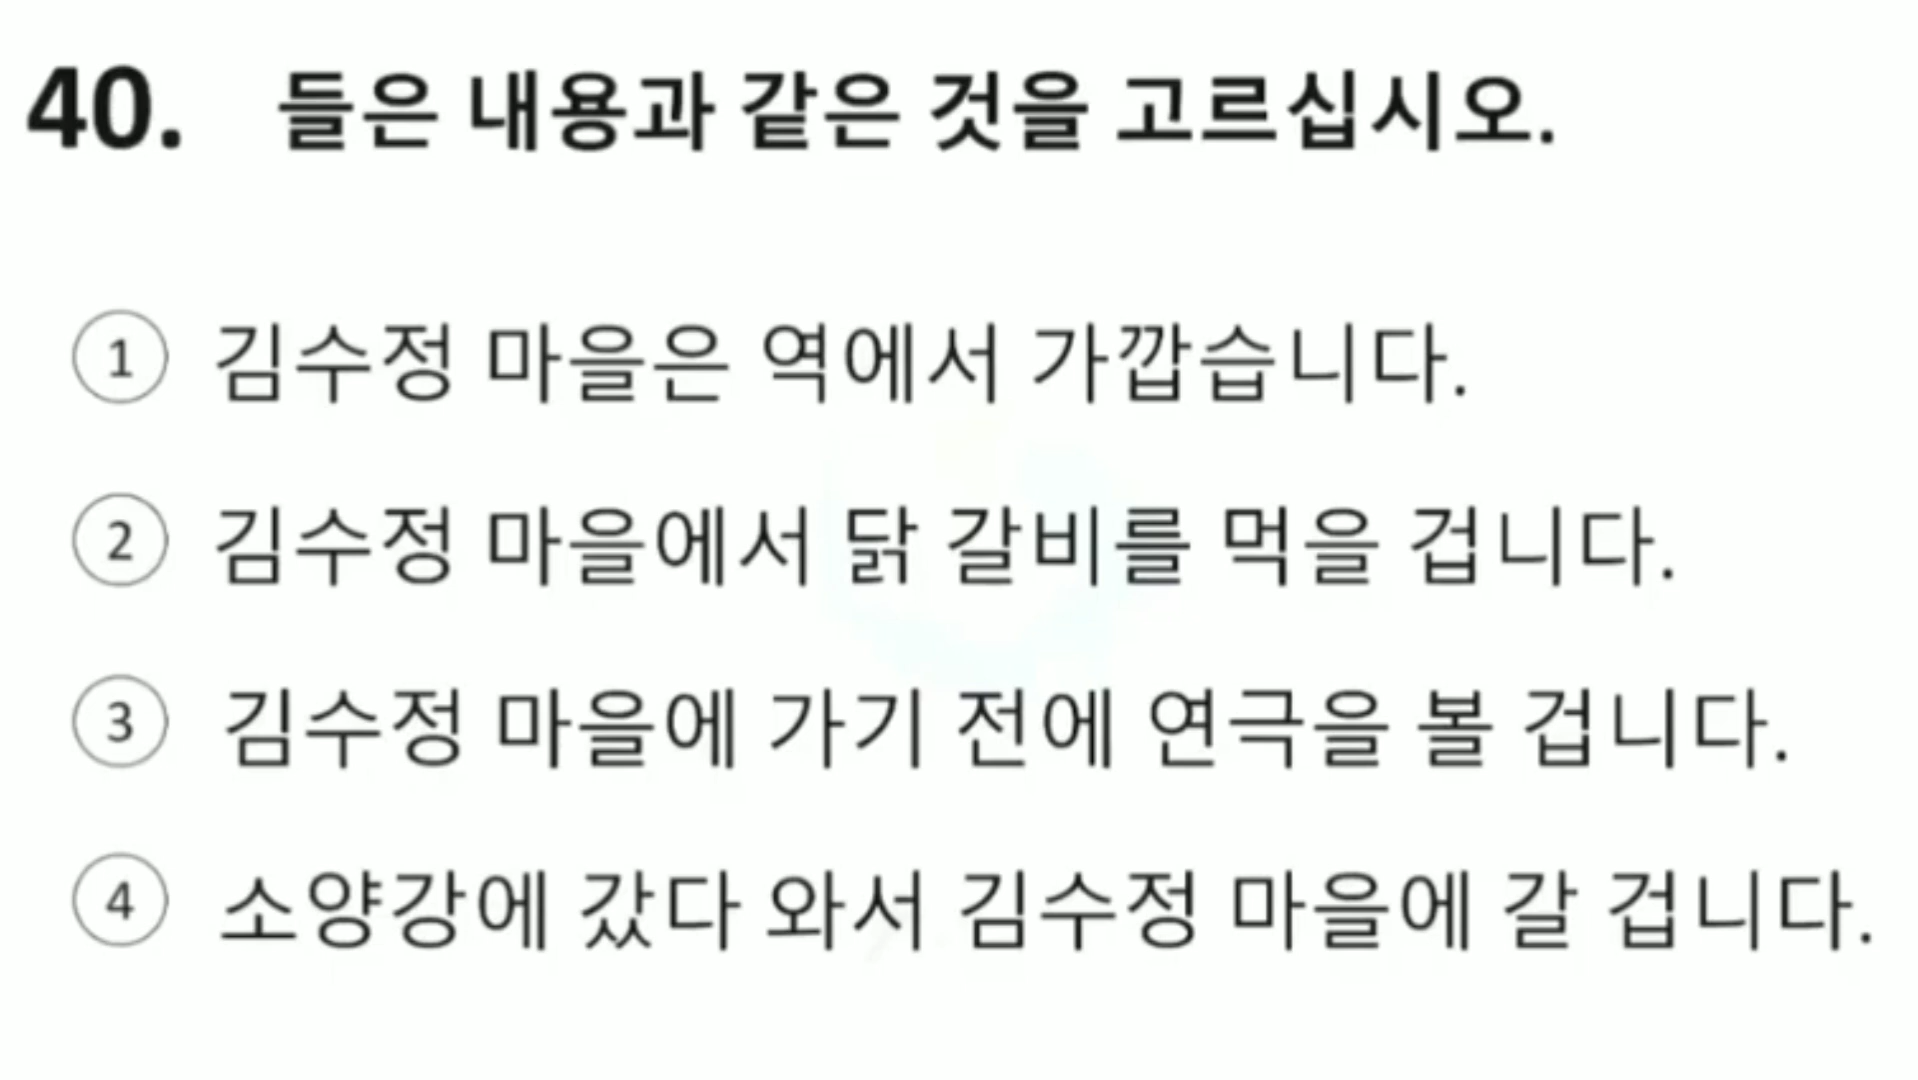 40. 들은 내용과 같은 것을 고르십시오.
① 김수정 마을은 역에서 가깝습니다.
② 김수정 마을에서 닭 갈비를 먹을 겁니다.
③ 김수정 마을에 가기 전에 연극을 볼 겁니다.
④ 소양강에 갔다 와서 김수정 마을에 갈 겁니다.